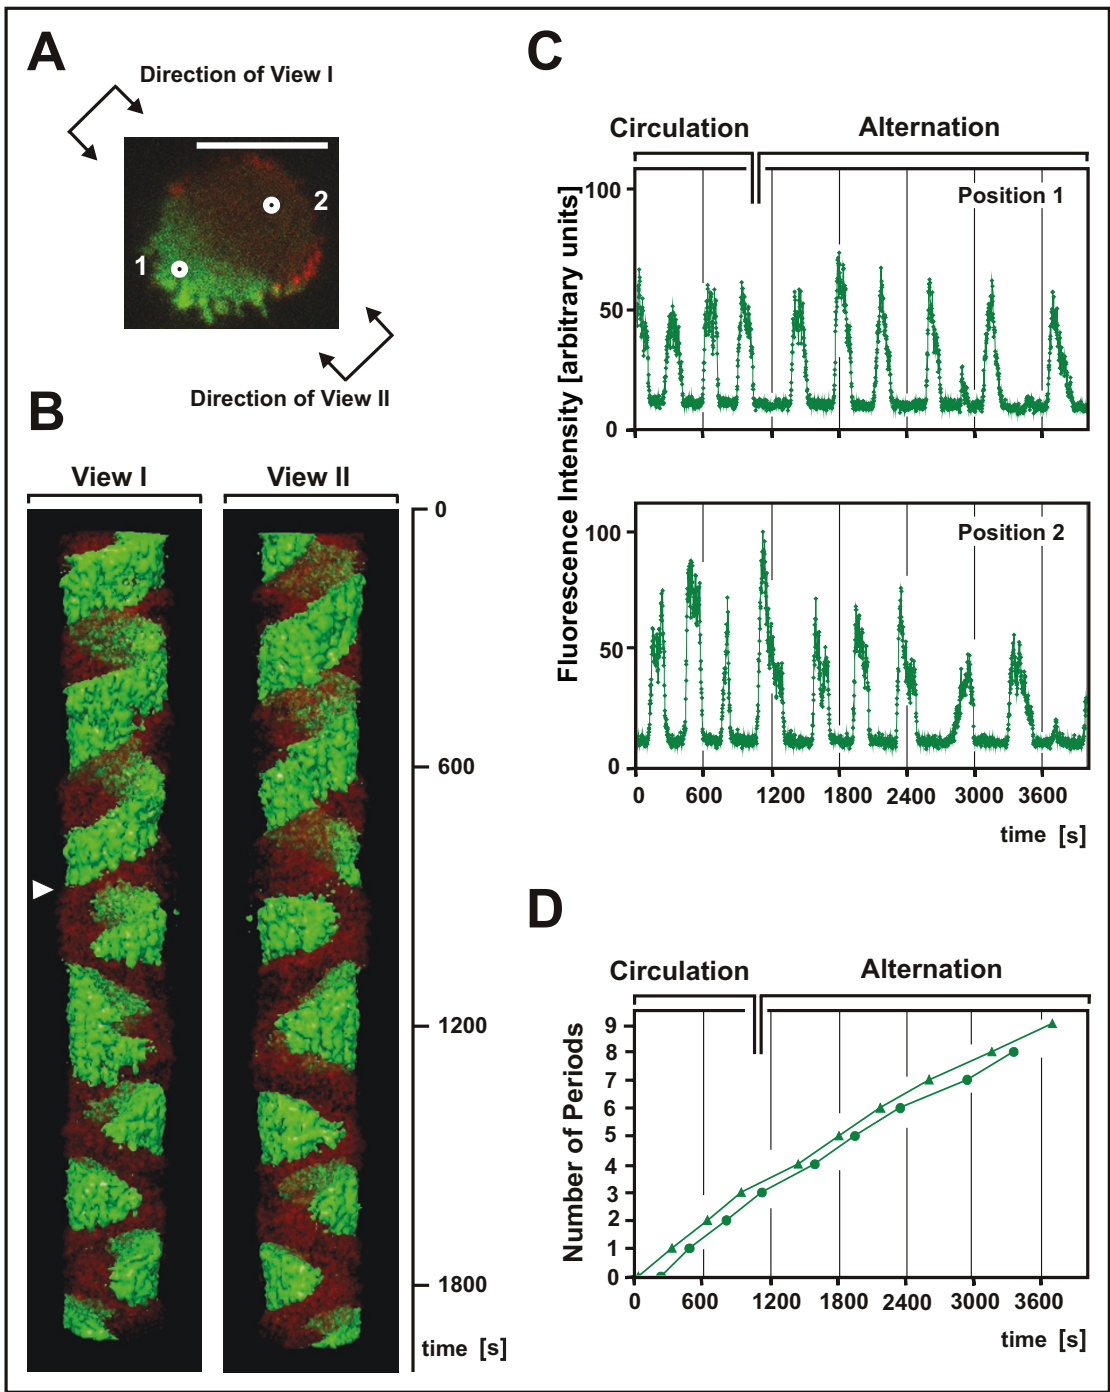 A
Direction of View I
1
2
Direction of View II
B
View I
View II
0
600
1200
1800
time [s]
C
Circulation
Alternation
Fluorescence Intensity [arbitrary units]
Position 1
100
50
0
Position 2
100
50
0
0 600 1200 1800 2400 3000 3600
time [s]
D
Circulation
Alternation
Number of Periods
9
8
7
6
5
4
3
2
1
0
0 600 1200 1800 2400 3000 3600
time [s]